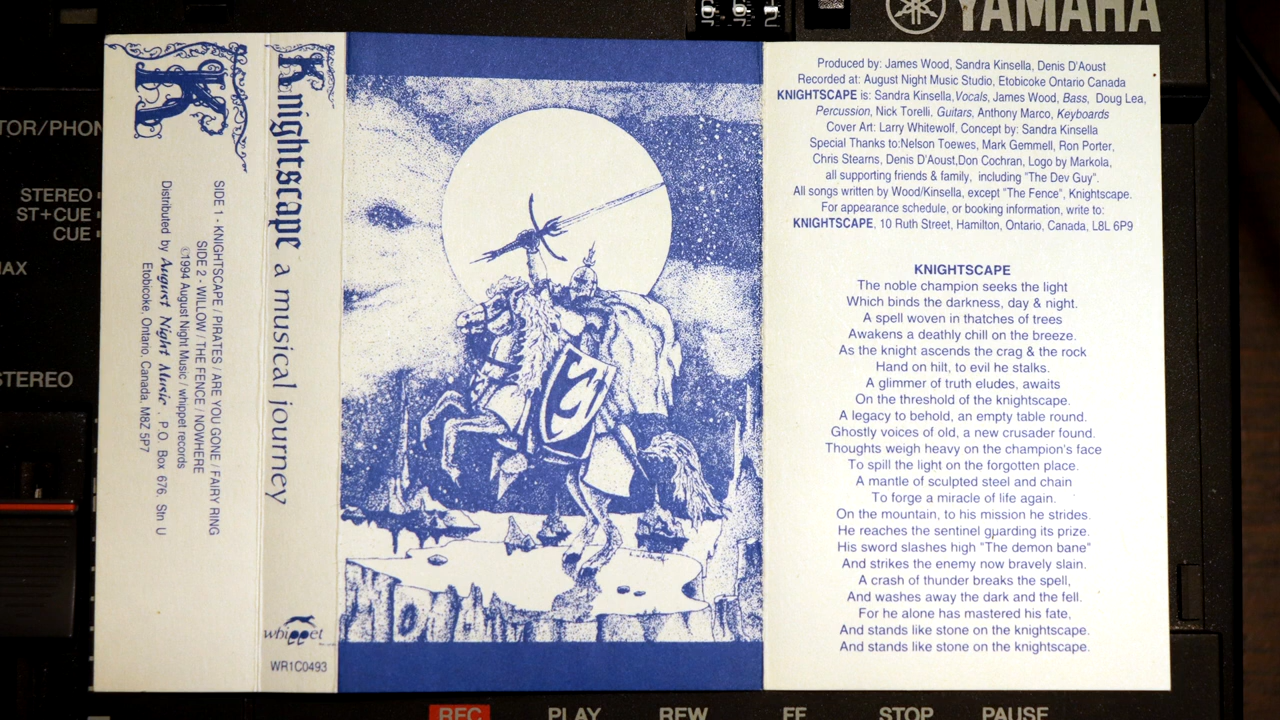 YAMAHA
TOR/PHON
STEREO
ST+CUE
CUE
MAX
STEREO
K
SIDE 1 - KNIGHTSCAPE / PIRATES / ARE YOU GONE / FAIRY RING
SIDE 2 - WILLOW / THE FENCE / NOWHERE
©1994 August Night Music / whippet records
Distributed by August Night Music, P.O. Box 676, Stn U
Etobicoke, Ontario, Canada, M8Z 5P7
Knightscape a musical journey
whippet
WR1C0493
Produced by: James Wood, Sandra Kinsella, Denis D'Aoust
Recorded at: August Night Music Studio, Etobicoke Ontario Canada
KNIGHTSCAPE is: Sandra Kinsella, Vocals, James Wood, Bass, Doug Lea,
Percussion, Nick Torelli, Guitars, Anthony Marco, Keyboards
Cover Art: Larry Whitewolf, Concept by: Sandra Kinsella
Special Thanks to:Nelson Toewes, Mark Gemmell, Ron Porter,
Chris Stearns, Denis D'Aoust,Don Cochran, Logo by Markola,
all supporting friends & family, including "The Dev Guy".
All songs written by Wood/Kinsella, except "The Fence", Knightscape.
For appearance schedule, or booking information, write to:
KNIGHTSCAPE, 10 Ruth Street, Hamilton, Ontario, Canada, L8L 6P9
KNIGHTSCAPE
The noble champion seeks the light
Which binds the darkness, day & night.
A spell woven in thatches of trees
Awakens a deathly chill on the breeze.
As the knight ascends the crag & the rock
Hand on hilt, to evil he stalks.
A glimmer of truth eludes, awaits
On the threshold of the knightscape.
A legacy to behold, an empty table round.
Ghostly voices of old, a new crusader found.
Thoughts weigh heavy on the champion's face
To spill the light on the forgotten place.
A mantle of sculpted steel and chain
To forge a miracle of life again.
On the mountain, to his mission he strides.
He reaches the sentinel guarding its prize.
His sword slashes high "The demon bane"
And strikes the enemy now bravely slain.
A crash of thunder breaks the spell,
And washes away the dark and the fell.
For he alone has mastered his fate,
And stands like stone on the knightscape.
And stands like stone on the knightscape.
REC PLAY REW FF STOP PAUSE